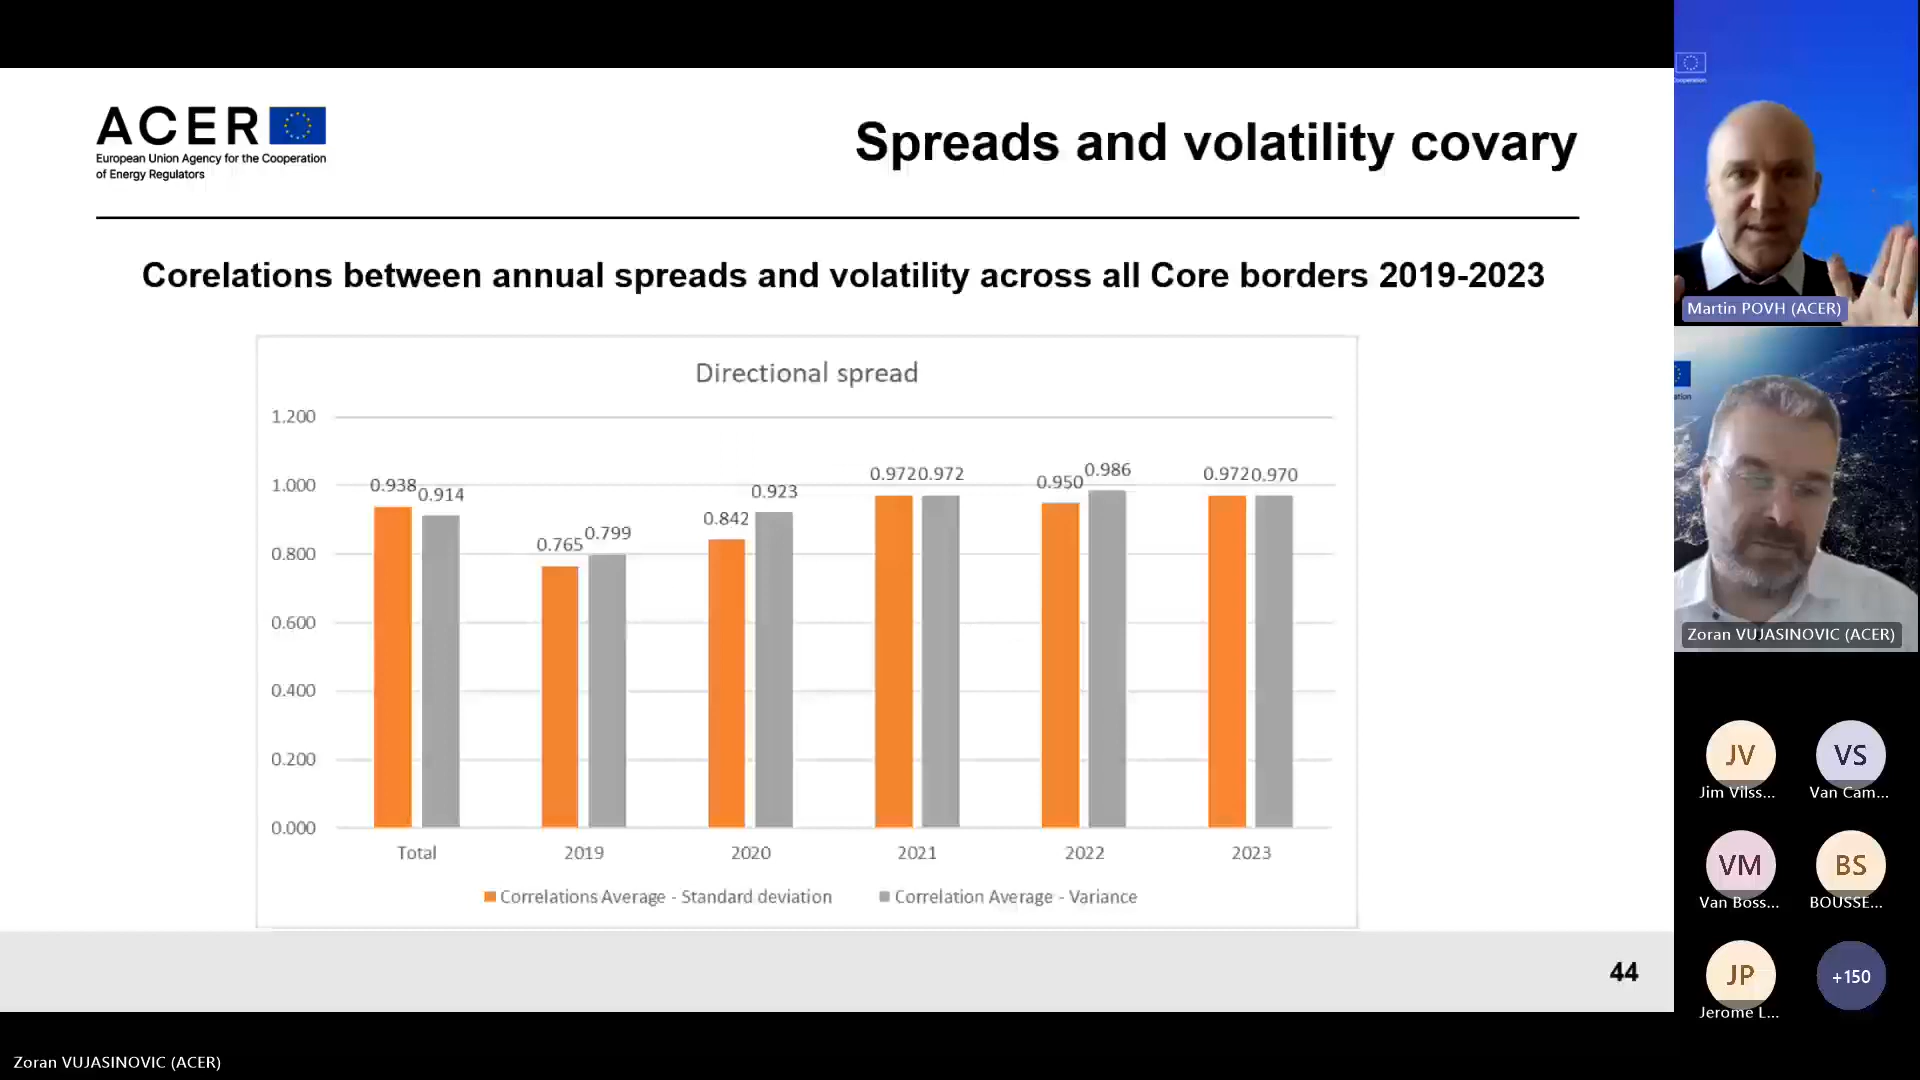 ACER
European Union Agency for the Cooperation
of Energy Regulators
Spreads and volatility covary
Corelations between annual spreads and volatility across all Core borders 2019-2023
Directional spread
1.200
1.000
0.800
0.600
0.400
0.200
0.000
0.938
0.914
0.765
0.799
0.842
0.923
0.972
0.972
0.950
0.986
0.972
0.970
Total
2019
2020
2021
2022
2023
Correlations Average - Standard deviation
Correlation Average - Variance
44
Martin POVH (ACER)
Zoran VUJASINOVIC (ACER)
JV
Jim Vilss...
VS
Van Cam...
VM
Van Boss...
BS
BOUSSE...
JP
Jerome L...
+150
Zoran VUJASINOVIC (ACER)